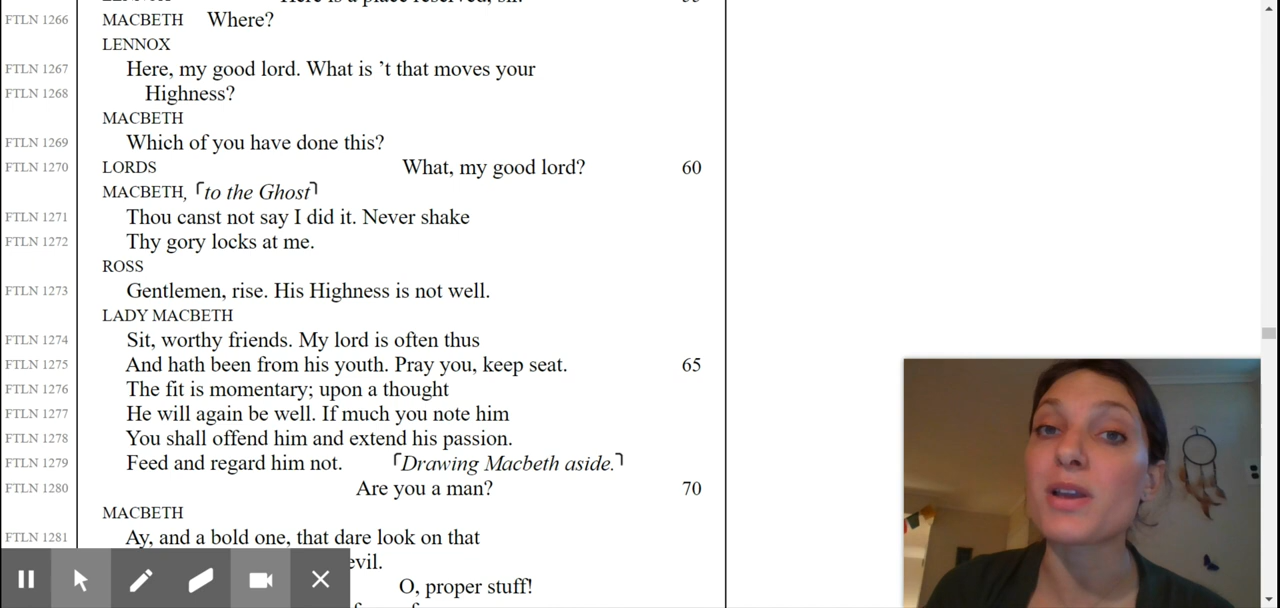 Here is a place reserved, sir.
FTLN 1266 MACBETH Where?
LENNOX
FTLN 1267 Here, my good lord. What is ’t that moves your
FTLN 1268 Highness?
MACBETH
FTLN 1269 Which of you have done this?
FTLN 1270 LORDS What, my good lord? 60
MACBETH, ⌜to the Ghost⌝
FTLN 1271 Thou canst not say I did it. Never shake
FTLN 1272 Thy gory locks at me.
ROSS
FTLN 1273 Gentlemen, rise. His Highness is not well.
LADY MACBETH
FTLN 1274 Sit, worthy friends. My lord is often thus
FTLN 1275 And hath been from his youth. Pray you, keep seat. 65
FTLN 1276 The fit is momentary; upon a thought
FTLN 1277 He will again be well. If much you note him
FTLN 1278 You shall offend him and extend his passion.
FTLN 1279 Feed and regard him not. ⌜Drawing Macbeth aside.⌝
FTLN 1280 Are you a man? 70
MACBETH
FTLN 1281 Ay, and a bold one, that dare look on that
evil.
O, proper stuff!